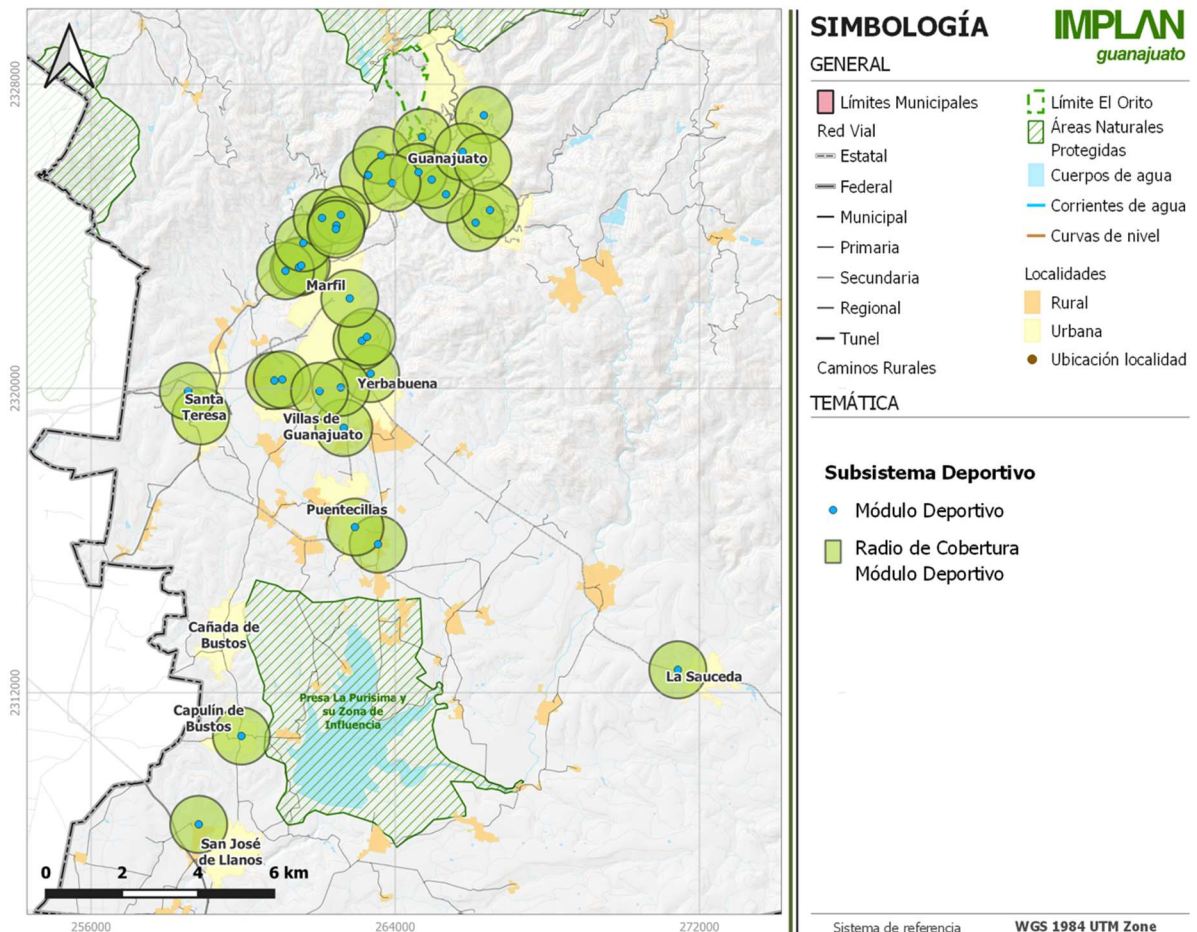 2328000
2320000
2312000
256000
264000
272000
Guanajuato
Marfil
Yerbabuena
Santa
Teresa
Villas de
Guanajuato
Puentecillas
Cañada de
Bustos
La Sauceda
Presa La Purisima y
su Zona de
Influencia
Capulín de
Bustos
San José
de Llanos
0 2 4 6 km
SIMBOLOGÍA
IMPLAN
guanajuato
GENERAL
Límites Municipales
Red Vial
Estatal
Federal
Municipal
Primaria
Secundaria
Regional
Tunel
Caminos Rurales
Límite El Orito
Áreas Naturales
Protegidas
Cuerpos de agua
Corrientes de agua
Curvas de nivel
Localidades
Rural
Urbana
Ubicación localidad
TEMÁTICA
Subsistema Deportivo
Módulo Deportivo
Radio de Cobertura
Módulo Deportivo
Sistema de referencia WGS 1984 UTM Zone